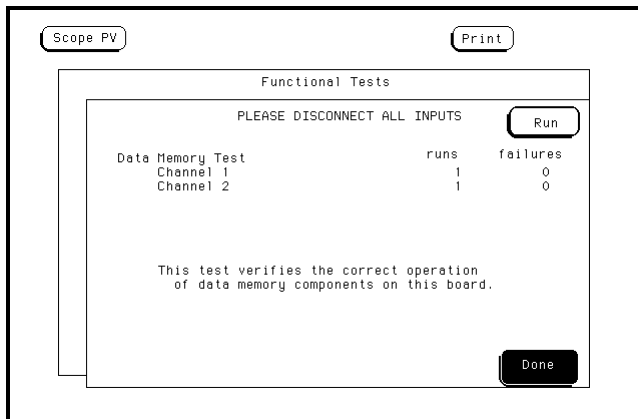 Scope PV Print
Functional Tests
PLEASE DISCONNECT ALL INPUTS
Run
Data Memory Test runs failures
Channel 1 1 0
Channel 2 1 0
This test verifies the correct operation
of data memory components on this board.
Done